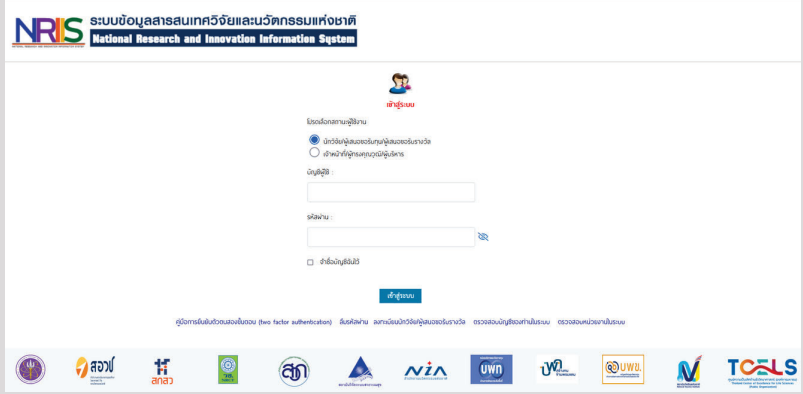 NRIIS ระบบข้อมูลสารสนเทศวิจัยและนวัตกรรมแห่งชาติ
National Research and Innovation Information System
เข้าสู่ระบบ
โปรดเลือกสถานะผู้ใช้งาน
นักวิจัย/ผู้เสนอขอรับทุน/ผู้เสนอขอรับรางวัล
เจ้าหน้าที่/ผู้ทรงคุณวุฒิ/ผู้บริหาร
บัญชีผู้ใช้ :
รหัสผ่าน :
จำชื่อบัญชีฉันไว้
เข้าสู่ระบบ
คู่มือการยืนยันตัวตนสองขั้นตอน (two factor authentication) ลืมรหัสผ่าน ลงทะเบียนนักวิจัย/ผู้เสนอขอรับรางวัล ตรวจสอบบัญชีของท่านในระบบ ตรวจสอบหน่วยงานในระบบ
สอวช สกสว วช. สวก NIA บพท บพค บพข. TCELS